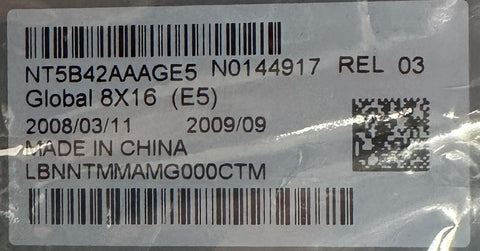 NT5B42AAAGE5 N0144917 REL 03
Global 8X16 (E5)
2008/03/11 2009/09
MADE IN CHINA
LBNNTMMAMG000CTM